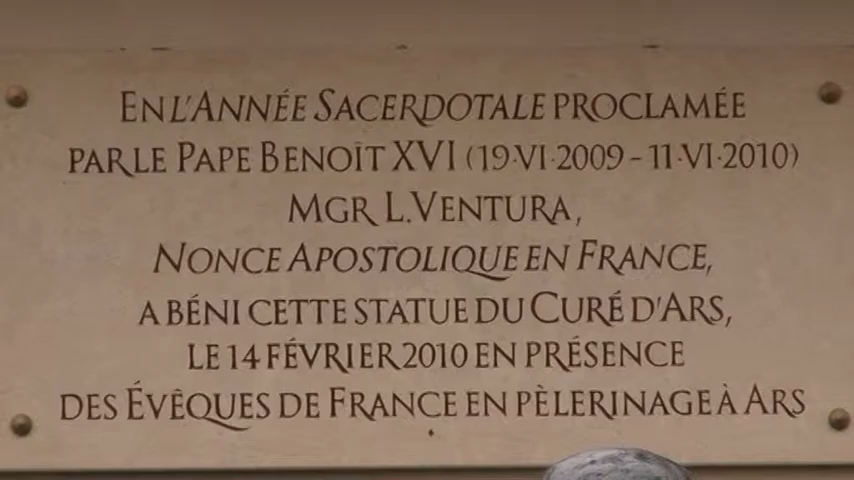 En l'Année Sacerdotale proclamée
par le Pape Benoît XVI (19·VI·2009 - 11·VI·2010)
Mgr L. Ventura,
Nonce Apostolique en France,
a béni cette statue du Curé d'Ars,
le 14 février 2010 en présence
des Évêques de France en pèlerinage à Ars